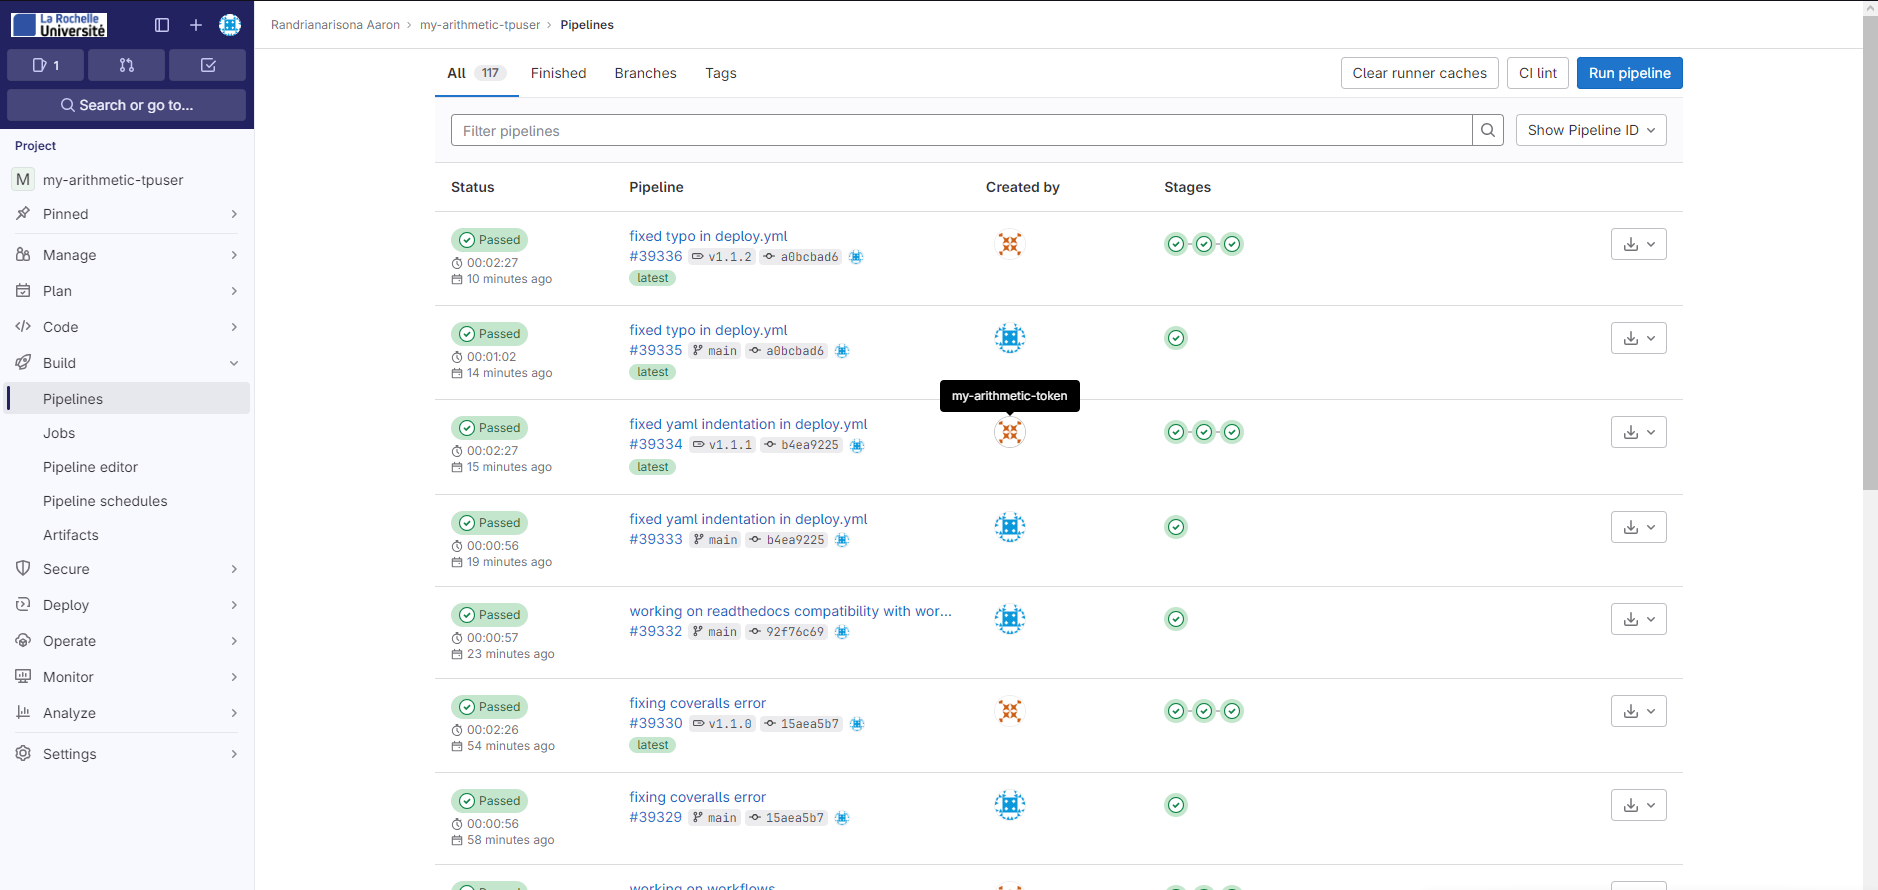 La Rochelle
Université
1
Search or go to...
Project
M my-arithmetic-tpuser
Pinned
Manage
Plan
Code
Build
Pipelines
Jobs
Pipeline editor
Pipeline schedules
Artifacts
Secure
Deploy
Operate
Monitor
Analyze
Settings
Randrianarisona Aaron › my-arithmetic-tpuser › Pipelines
All 117 Finished Branches Tags
Clear runner caches CI lint Run pipeline
Filter pipelines Show Pipeline ID
Status Pipeline Created by Stages
Passed
00:02:27
10 minutes ago
fixed typo in deploy.yml
#39336 v1.1.2 a0bcbad6
latest
Passed
00:01:02
14 minutes ago
fixed typo in deploy.yml
#39335 main a0bcbad6
latest
my-arithmetic-token
Passed
00:02:27
15 minutes ago
fixed yaml indentation in deploy.yml
#39334 v1.1.1 b4ea9225
latest
Passed
00:00:56
19 minutes ago
fixed yaml indentation in deploy.yml
#39333 main b4ea9225
Passed
00:00:57
23 minutes ago
working on readthedocs compatibility with wor...
#39332 main 92f76c69
Passed
00:02:26
54 minutes ago
fixing coveralls error
#39330 v1.1.0 15aea5b7
latest
Passed
00:00:56
58 minutes ago
fixing coveralls error
#39329 main 15aea5b7
Passed
working on workflows